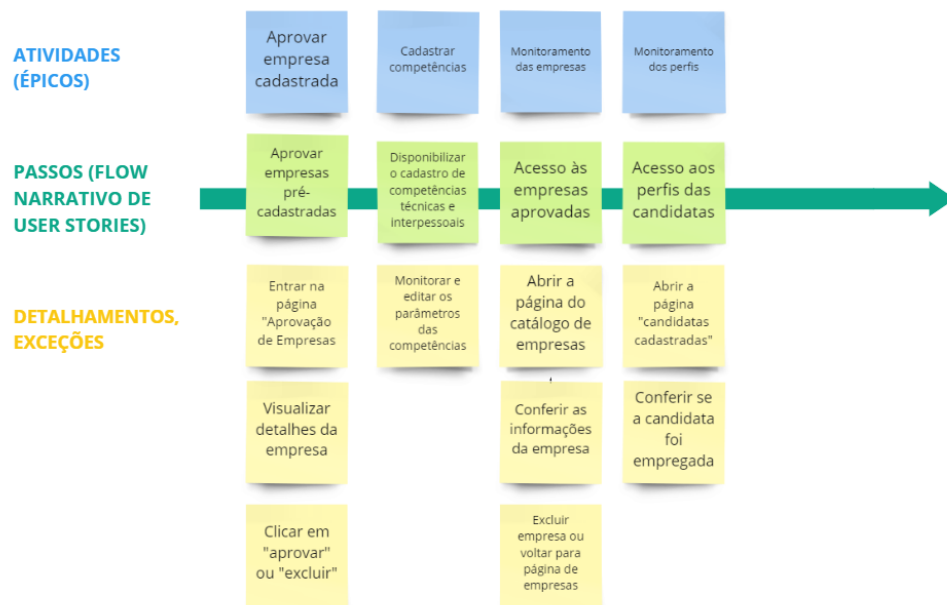 ATIVIDADES
(ÉPICOS)
Aprovar
empresa
cadastrada
Cadastrar
competências
Monitoramento
das empresas
Monitoramento
dos perfis
PASSOS (FLOW
NARRATIVO DE
USER STORIES)
Aprovar
empresas
pré-
cadastradas
Disponibilizar
o cadastro de
competências
técnicas e
interpessoais
Acesso às
empresas
aprovadas
Acesso aos
perfis das
candidatas
DETALHAMENTOS,
EXCEÇÕES
Entrar na
página
"Aprovação
de Empresas
Monitorar e
editar os
parâmetros
das
competências
Abrir a
página do
catálogo de
empresas
Abrir a
página
"candidatas
cadastradas"
Visualizar
detalhes da
empresa
Conferir as
informações
da empresa
Conferir se
a candidata
foi
empregada
Clicar em
"aprovar"
ou "excluir"
Excluir
empresa ou
voltar para
página de
empresas